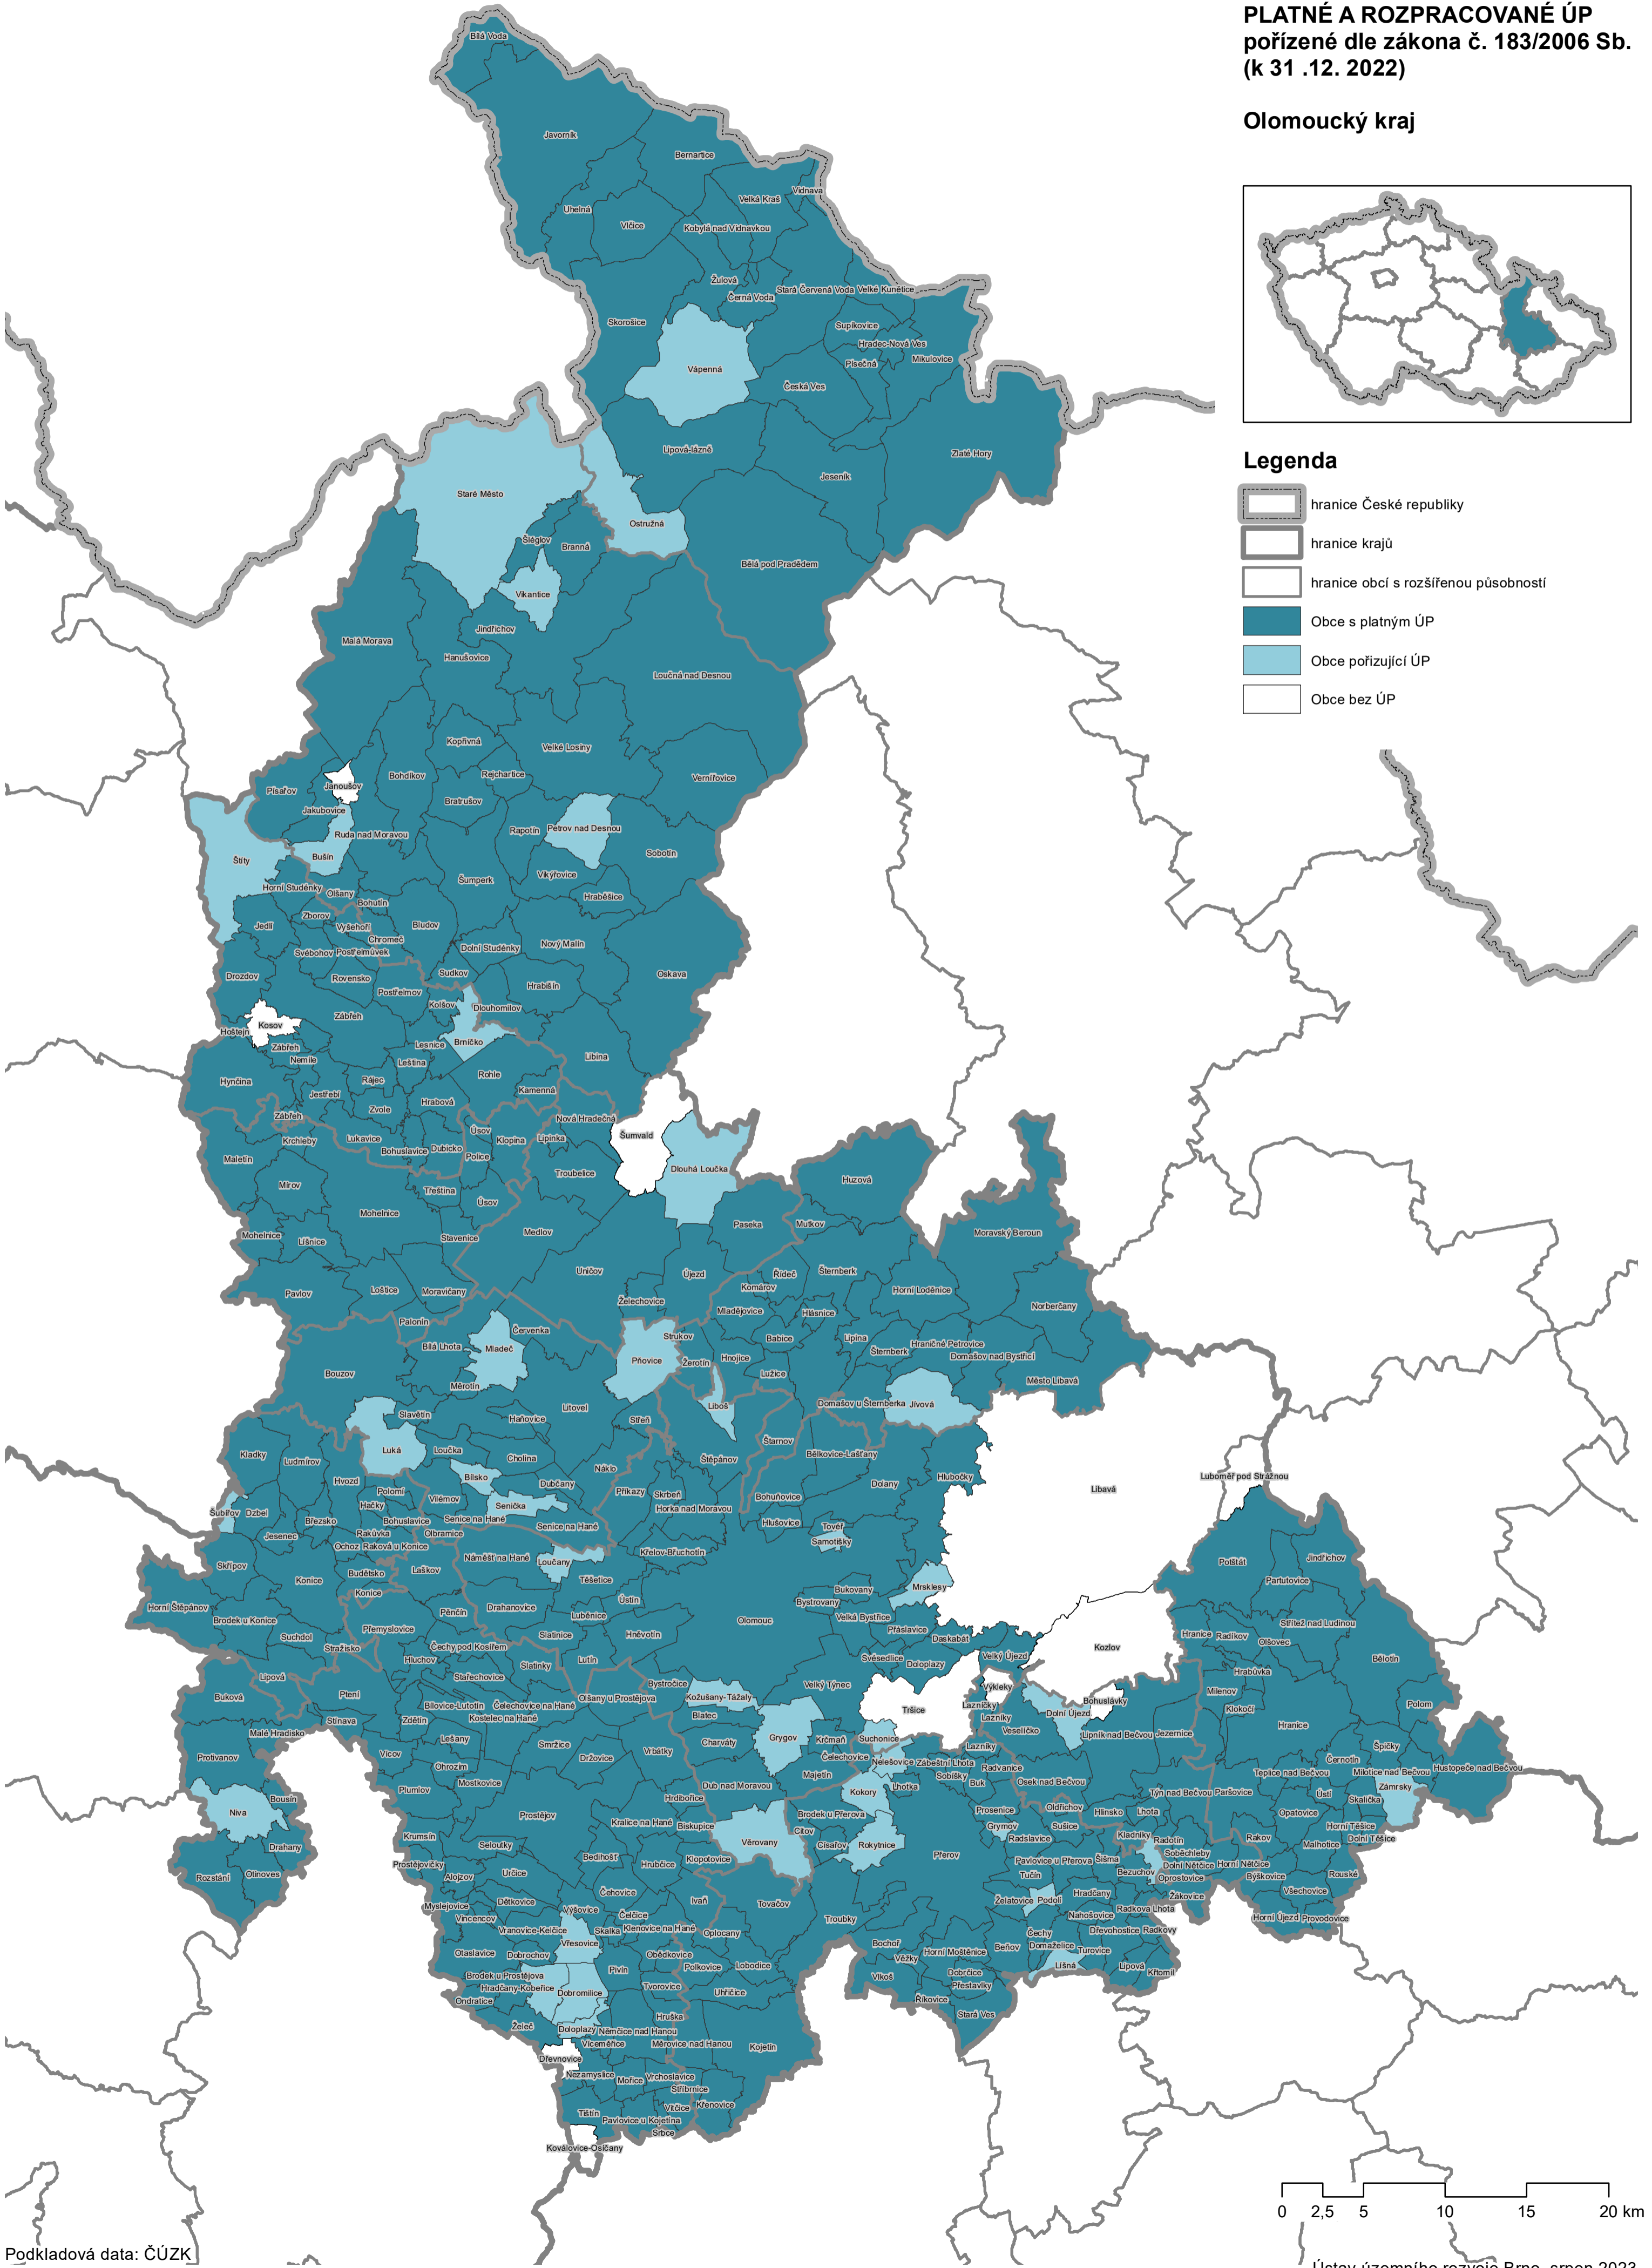 PLATNÉ A ROZPRACOVANÉ ÚP
pořízené dle zákona č. 183/2006 Sb.
(k 31 .12. 2022)
Olomoucký kraj
Legenda
hranice České republiky
hranice krajů
hranice obcí s rozšířenou působností
Obce s platným ÚP
Obce pořizující ÚP
Obce bez ÚP
Bílá Voda
Javorník
Bernartice
Vidnava
Velká Kraš
Uhelná
Vlčice
Kobylá nad Vidnavkou
Žulová
Černá Voda
Stará Červená Voda
Velké Kunětice
Skorošice
Supíkovice
Hradec-Nová Ves
Písečná
Mikulovice
Vápenná
Česká Ves
Lipová-lázně
Zlaté Hory
Jeseník
Staré Město
Ostružná
Šléglov
Branná
Bělá pod Pradědem
Vikantice
Jindřichov
Malá Morava
Hanušovice
Loučná nad Desnou
Kopřivná
Velké Losiny
Bohdíkov
Rejchartice
Vernířovice
Janoušov
Písařov
Jakubovice
Bratrušov
Ruda nad Moravou
Rapotín
Petrov nad Desnou
Štíty
Bušín
Sobotín
Šumperk
Vikýřovice
Horní Studénky
Olšany
Bohutín
Hraběšice
Zborov
Jedlí
Vyšehoří
Bludov
Chromeč
Dolní Studénky
Nový Malín
Svébohov
Postřelmůvek
Drozdov
Rovensko
Sudkov
Oskava
Postřelmov
Hrabišín
Kolšov
Dlouhomilov
Zábřeh
Kosov
Hoštejn
Zábřeh
Nemile
Lesnice
Brníčko
Leština
Libina
Hynčina
Rájec
Rohle
Jestřebí
Kamenná
Zvole
Hrabová
Zábřeh
Nová Hradečná
Krchleby
Lukavice
Úsov
Klopina
Lipinka
Šumvald
Bohuslavice
Dubicko
Police
Maletín
Dlouhá Loučka
Troubelice
Mírov
Třeština
Úsov
Huzová
Mohelnice
Paseka
Mutkov
Mohelnice
Líšnice
Stavenice
Medlov
Moravský Beroun
Uničov
Újezd
Řídeč
Šternberk
Komárov
Pavlov
Loštice
Moravičany
Horní Loděnice
Želechovice
Mladějovice
Hlásnice
Norberčany
Palonín
Bílá Lhota
Červenka
Mladeč
Strukov
Babice
Lipina
Hraničné Petrovice
Šternberk
Domašov nad Bystřicí
Pňovice
Žerotín
Hnojice
Lužice
Město Libavá
Bouzov
Měrotín
Domašov u Šternberka
Jívová
Slavětín
Haňovice
Litovel
Střeň
Liboš
Štarnov
Kladky
Ludmírov
Luká
Loučka
Cholina
Štěpánov
Bělkovice-Lašťany
Hvozd
Bílsko
Náklo
Dolany
Hlubočky
Libavá
Luboměř pod Strážnou
Polomí
Vilémov
Dubčany
Příkazy
Skrbeň
Bohuňovice
Senička
Horka nad Moravou
Šubířov
Dzbel
Hačky
Březsko
Bohuslavice
Senice na Hané
Senice na Hané
Hlušovice
Tovéř
Jesenec
Rakůvka
Olbramice
Samotišky
Ochoz
Raková u Konice
Křelov-Břuchotín
Skřípov
Náměšť na Hané
Loučany
Potštát
Jindřichov
Konice
Budětsko
Laškov
Těšetice
Bukovany
Mrsklesy
Partutovice
Konice
Ústín
Bystrovany
Horní Štěpánov
Pěnčín
Drahanovice
Luběnice
Olomouc
Velká Bystřice
Brodek u Konice
Přemyslovice
Přáslavice
Střítež nad Ludinou
Suchdol
Slatinice
Hněvotín
Daskabát
Hranice
Radíkov
Olšovec
Stražisko
Čechy pod Kosířem
Kozlov
Hluchov
Lutín
Svésedlice
Doloplazy
Velký Újezd
Bělotín
Slatinky
Hrabůvka
Lipová
Stařechovice
Bystročice
Velký Týnec
Výkleky
Buková
Ptení
Olšany u Prostějova
Kožušany-Tážaly
Bohuslávky
Milenov
Bílovice-Lutotín
Čelechovice na Hané
Blatec
Tršice
Lazníčky
Polom
Stínava
Zdětín
Kostelec na Hané
Dolní Újezd
Klokočí
Lazníky
Malé Hradisko
Lešany
Charváty
Grygov
Krčmaň
Suchonice
Veselíčko
Lipník nad Bečvou
Jezernice
Hranice
Smržice
Vrbátky
Lazníky
Protivanov
Vícov
Držovice
Čelechovice
Nelešovice
Zábeštní Lhota
Špičky
Ohrozim
Radvanice
Černotín
Hustopeče nad Bečvou
Mostkovice
Majetín
Sobíšky
Teplice nad Bečvou
Milotice nad Bečvou
Plumlov
Dub nad Moravou
Lhotka
Buk
Osek nad Bečvou
Zámrsky
Kokory
Týn nad Bečvou
Paršovice
Ústí
Bousín
Hrdibořice
Skalička
Niva
Prostějov
Brodek u Přerova
Prosenice
Oldřichov
Hlinsko
Lhota
Opatovice
Kralice na Hané
Biskupice
Grymov
Sušice
Horní Těšice
Věrovany
Citov
Císařov
Rokytnice
Radslavice
Kladníky
Radotín
Rakov
Dolní Těšice
Krumsín
Seloutky
Malhotice
Drahany
Bedihošť
Klopotovice
Přerov
Pavlovice u Přerova
Šišma
Soběchleby
Prostějovičky
Hrubčice
Dolní Nětčice
Horní Nětčice
Rozstání
Otinoves
Alojzov
Určice
Tučín
Bezuchov
Oprostovice
Býškovice
Rouské
Čehovice
Hradčany
Všechovice
Myslejovice
Dětkovice
Ivaň
Tovačov
Želatovice
Podolí
Žákovice
Výšovice
Radkova Lhota
Vincencov
Čelčice
Troubky
Nahošovice
Horní Újezd
Provodovice
Vranovice-Kelčice
Skalka
Klenovice na Hané
Dřevohostice
Radkovy
Oplocany
Čechy
Vřesovice
Bochoř
Domaželice
Otaslavice
Dobrochov
Obědkovice
Beňov
Turovice
Věžky
Horní Moštěnice
Pivín
Polkovice
Lobodice
Líšná
Lipová
Brodek u Prostějova
Dobrčice
Křtomil
Vlkoš
Hradčany-Kobeřice
Tvorovice
Přestavlky
Dobromilice
Uhřičice
Ondratice
Říkovice
Hruška
Stará Ves
Želeč
Doloplazy
Němčice nad Hanou
Víceměřice
Měrovice nad Hanou
Kojetín
Dřevnovice
Nezamyslice
Mořice
Vrchoslavice
Stříbrnice
Vitčice
Křenovice
Tištín
Pavlovice u Kojetína
Srbce
Koválovice-Osíčany
0 2,5 5 10 15 20 km
Podkladová data: ČÚZK